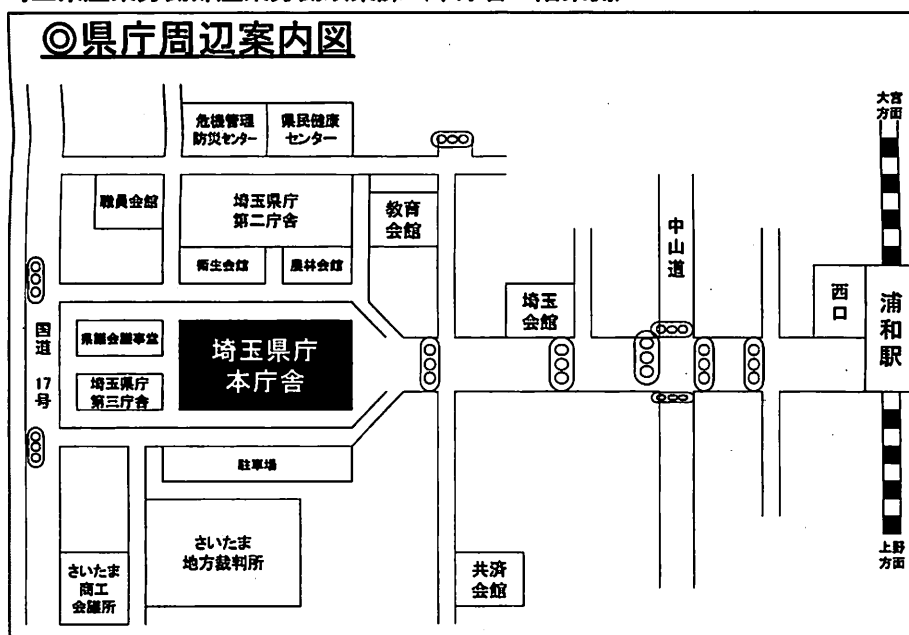 ◎県庁周辺案内図
大宮
方面
危機管理
防災センター
県民健康
センター
職員会館
埼玉県庁
第二庁舎
教育
会館
中山道
衛生会館
農林会館
埼玉
会館
西口
浦和駅
国道
17号
県議会議事堂
埼玉県庁
本庁舎
埼玉県庁
第三庁舎
駐車場
さいたま
地方裁判所
さいたま
商工
会議所
共済
会館
上野
方面